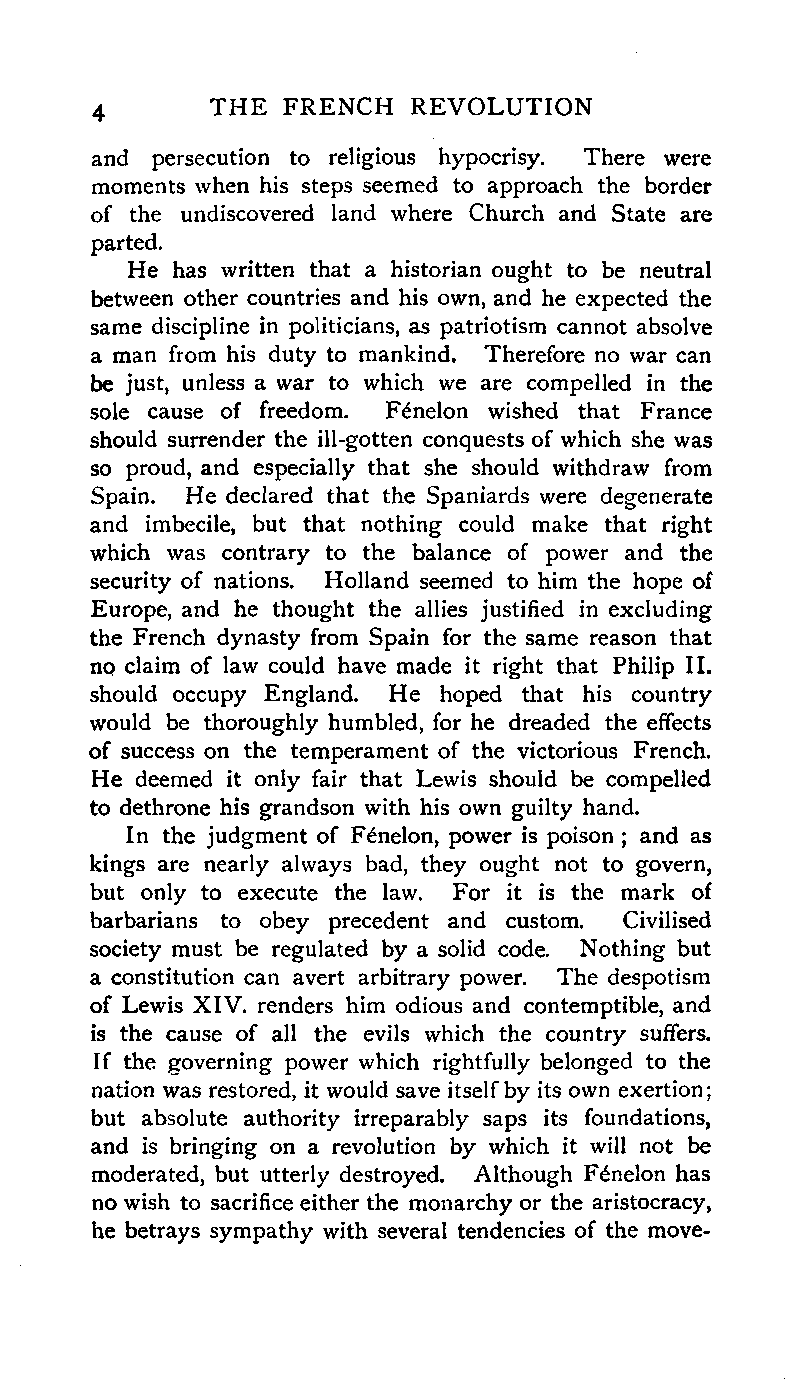 4 THE FRENCH REVOLUTION
and persecution to religious hypocrisy. There were
moments when his steps seemed to approach the border
of the undiscovered land where Church and State are
parted.
He has written that a historian ought to be neutral
between other countries and his own, and he expected the
same discipline in politicians, as patriotism cannot absolve
a man from his duty to mankind. Therefore no war can
be just, unless a war to which we are compelled in the
sole cause of freedom. Fénelon wished that France
should surrender the ill-gotten conquests of which she was
so proud, and especially that she should withdraw from
Spain. He declared that the Spaniards were degenerate
and imbecile, but that nothing could make that right
which was contrary to the balance of power and the
security of nations. Holland seemed to him the hope of
Europe, and he thought the allies justified in excluding
the French dynasty from Spain for the same reason that
no claim of law could have made it right that Philip II.
should occupy England. He hoped that his country
would be thoroughly humbled, for he dreaded the effects
of success on the temperament of the victorious French.
He deemed it only fair that Lewis should be compelled
to dethrone his grandson with his own guilty hand.
In the judgment of Fénelon, power is poison ; and as
kings are nearly always bad, they ought not to govern,
but only to execute the law. For it is the mark of
barbarians to obey precedent and custom. Civilised
society must be regulated by a solid code. Nothing but
a constitution can avert arbitrary power. The despotism
of Lewis XIV. renders him odious and contemptible, and
is the cause of all the evils which the country suffers.
If the governing power which rightfully belonged to the
nation was restored, it would save itself by its own exertion;
but absolute authority irreparably saps its foundations,
and is bringing on a revolution by which it will not be
moderated, but utterly destroyed. Although Fénelon has
no wish to sacrifice either the monarchy or the aristocracy,
he betrays sympathy with several tendencies of the move-